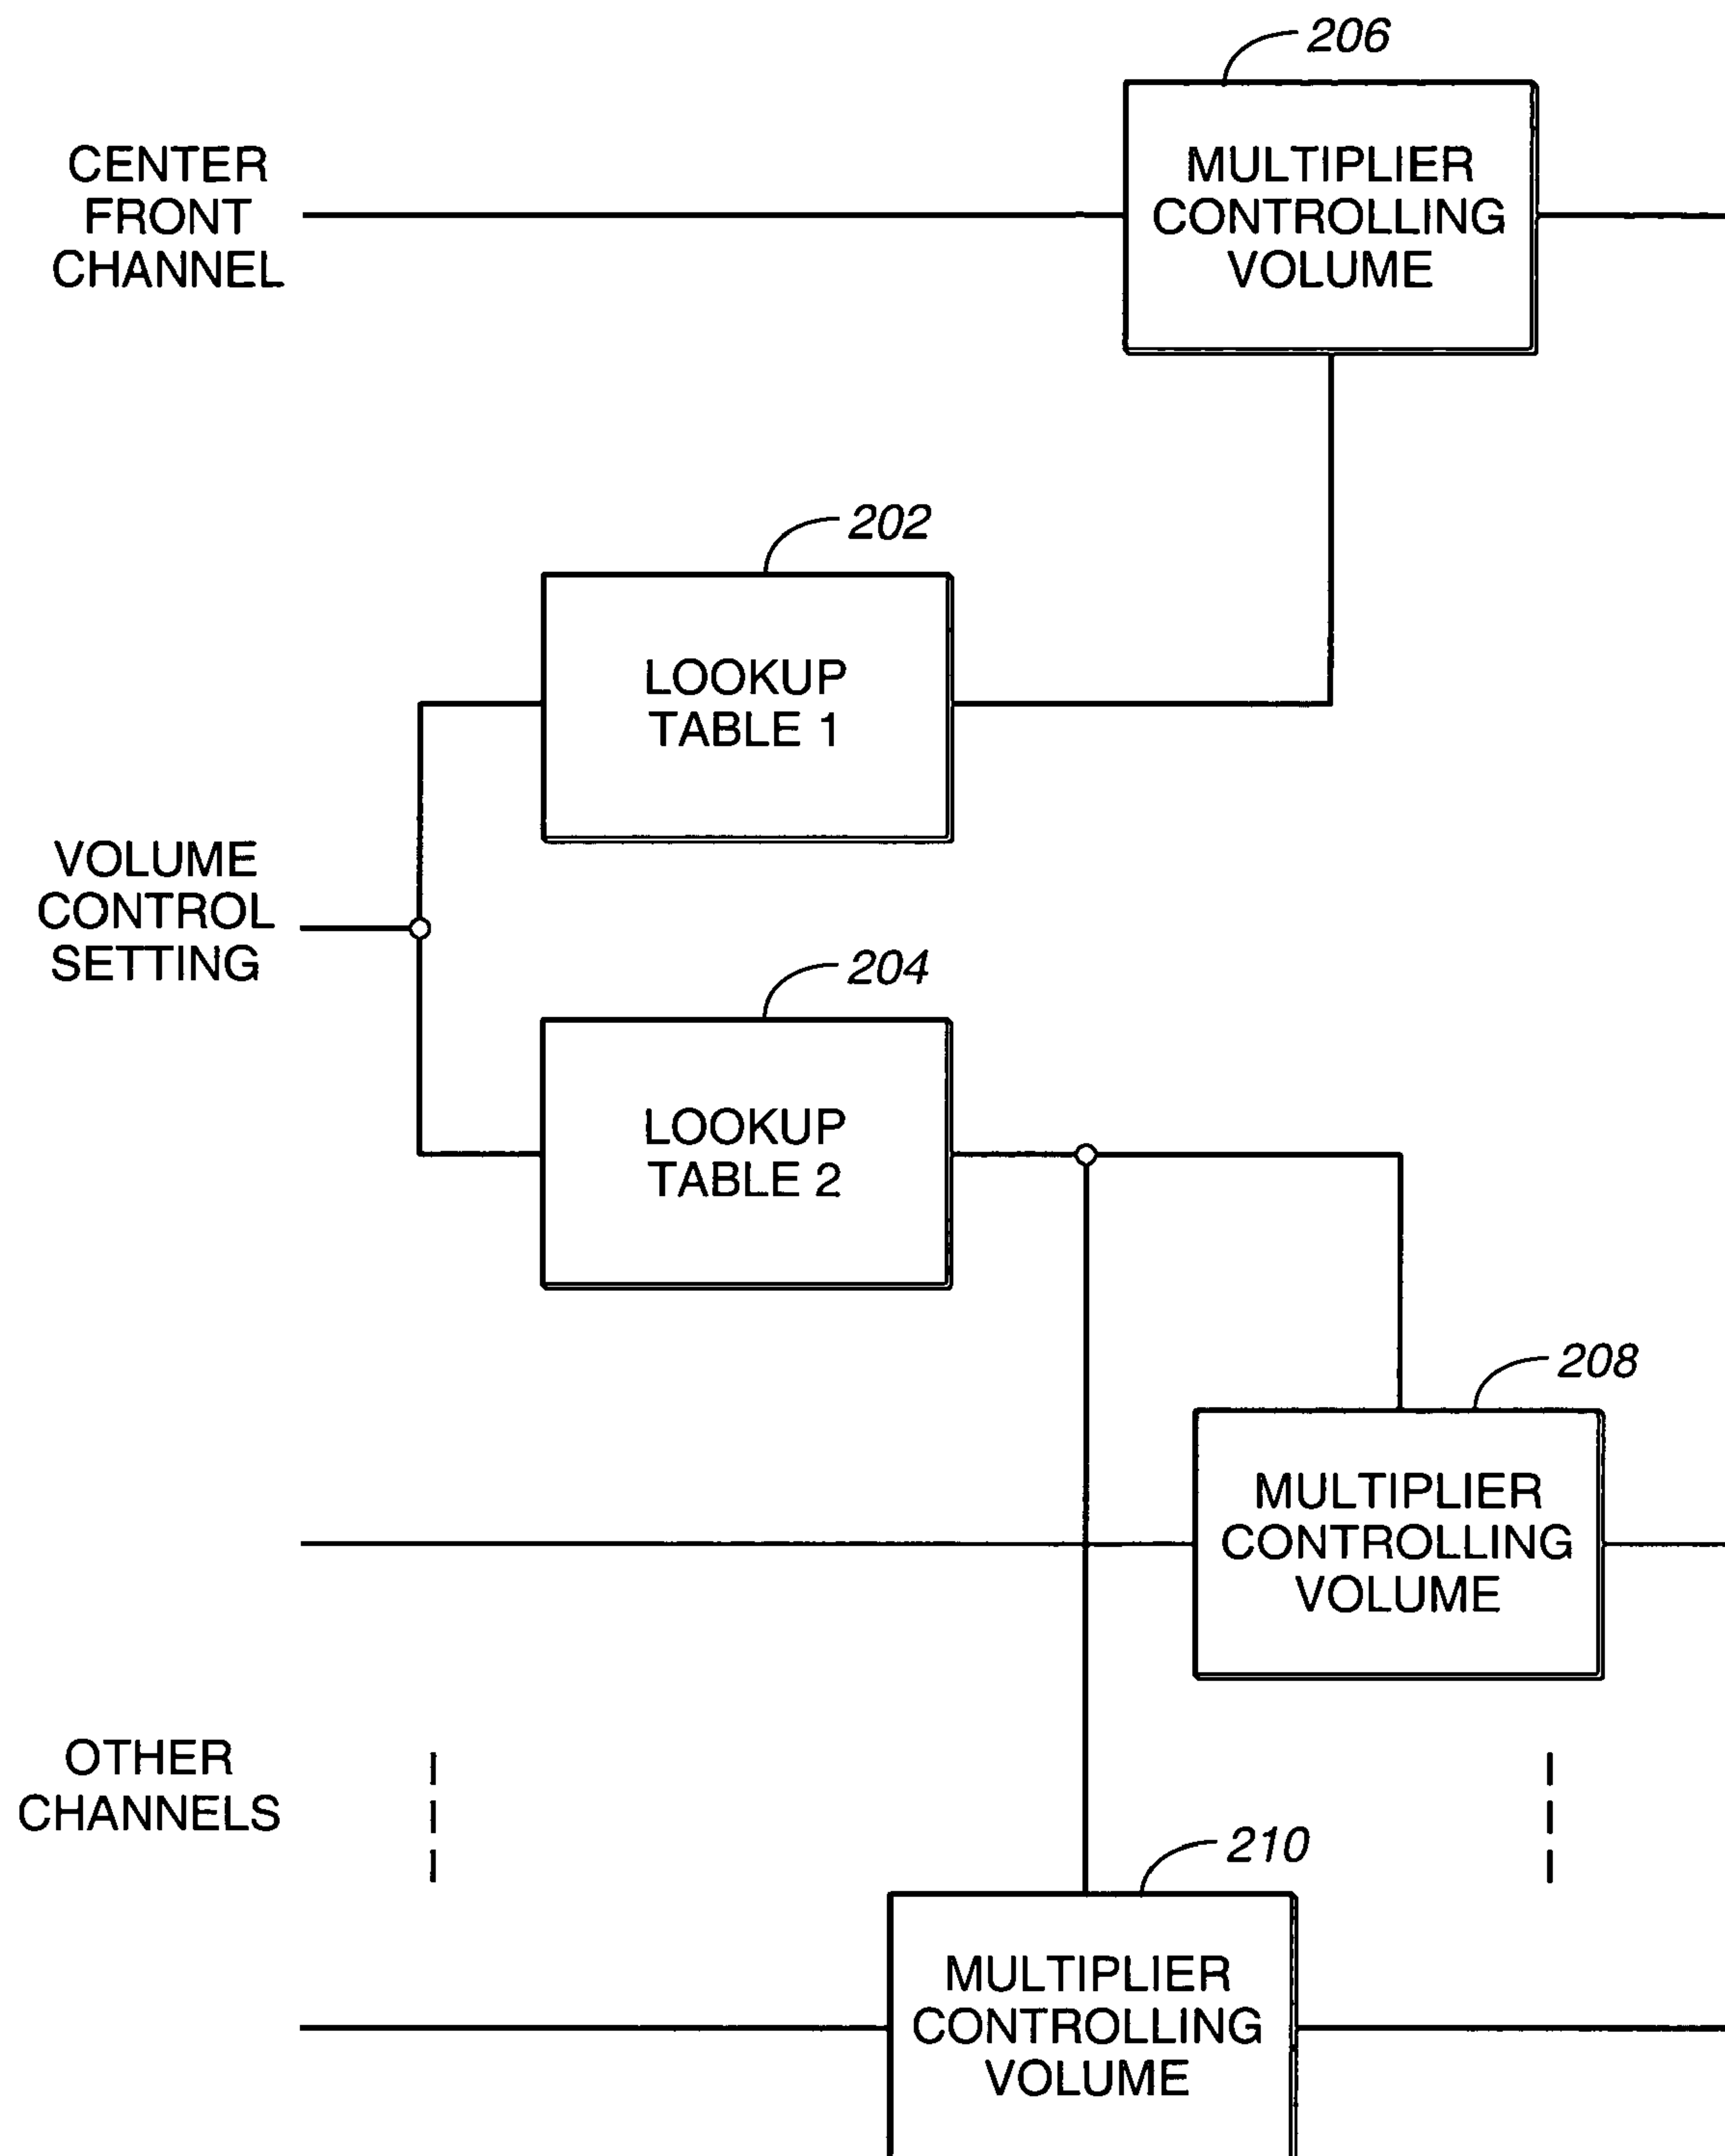 206
CENTER
FRONT
CHANNEL
MULTIPLIER
CONTROLLING
VOLUME
202
LOOKUP
TABLE 1
VOLUME
CONTROL
SETTING
204
LOOKUP
TABLE 2
208
MULTIPLIER
CONTROLLING
VOLUME
OTHER
CHANNELS
210
MULTIPLIER
CONTROLLING
VOLUME